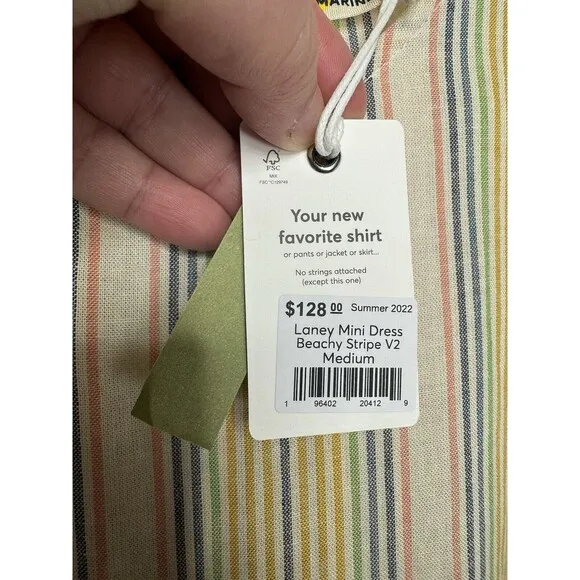 MARIN
FSC
MIX
Your new
favorite shirt
or pants or jacket or skirt...
No strings attached
(except this one)
$128 00 Summer 2022
Laney Mini Dress
Beachy Stripe V2
Medium
1 96402 20412 9